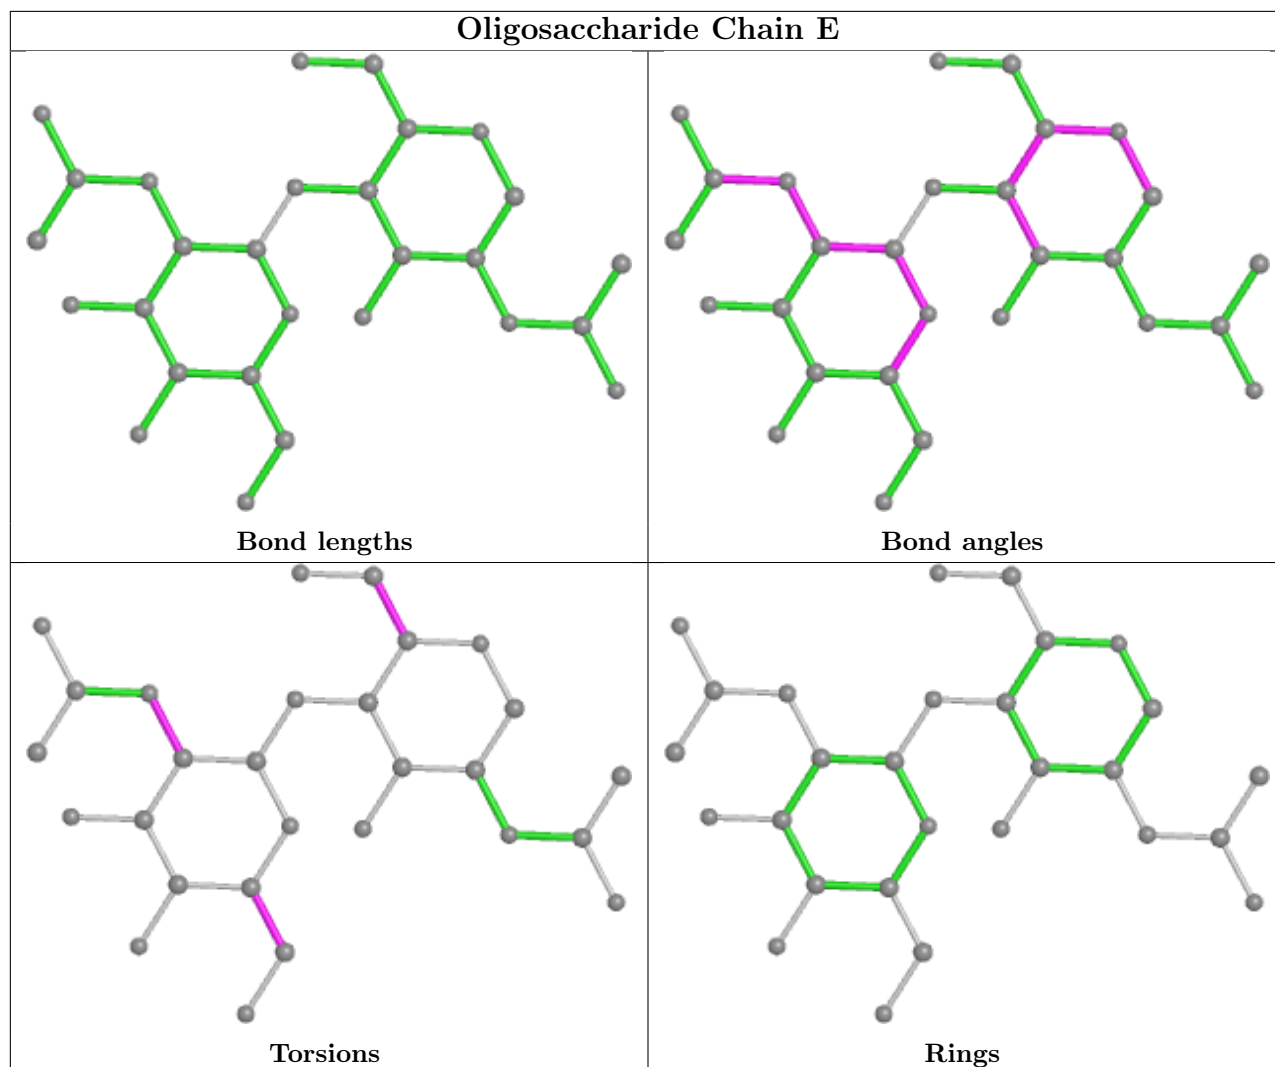 Oligosaccharide Chain E
Bond lengths
Bond angles
Torsions
Rings